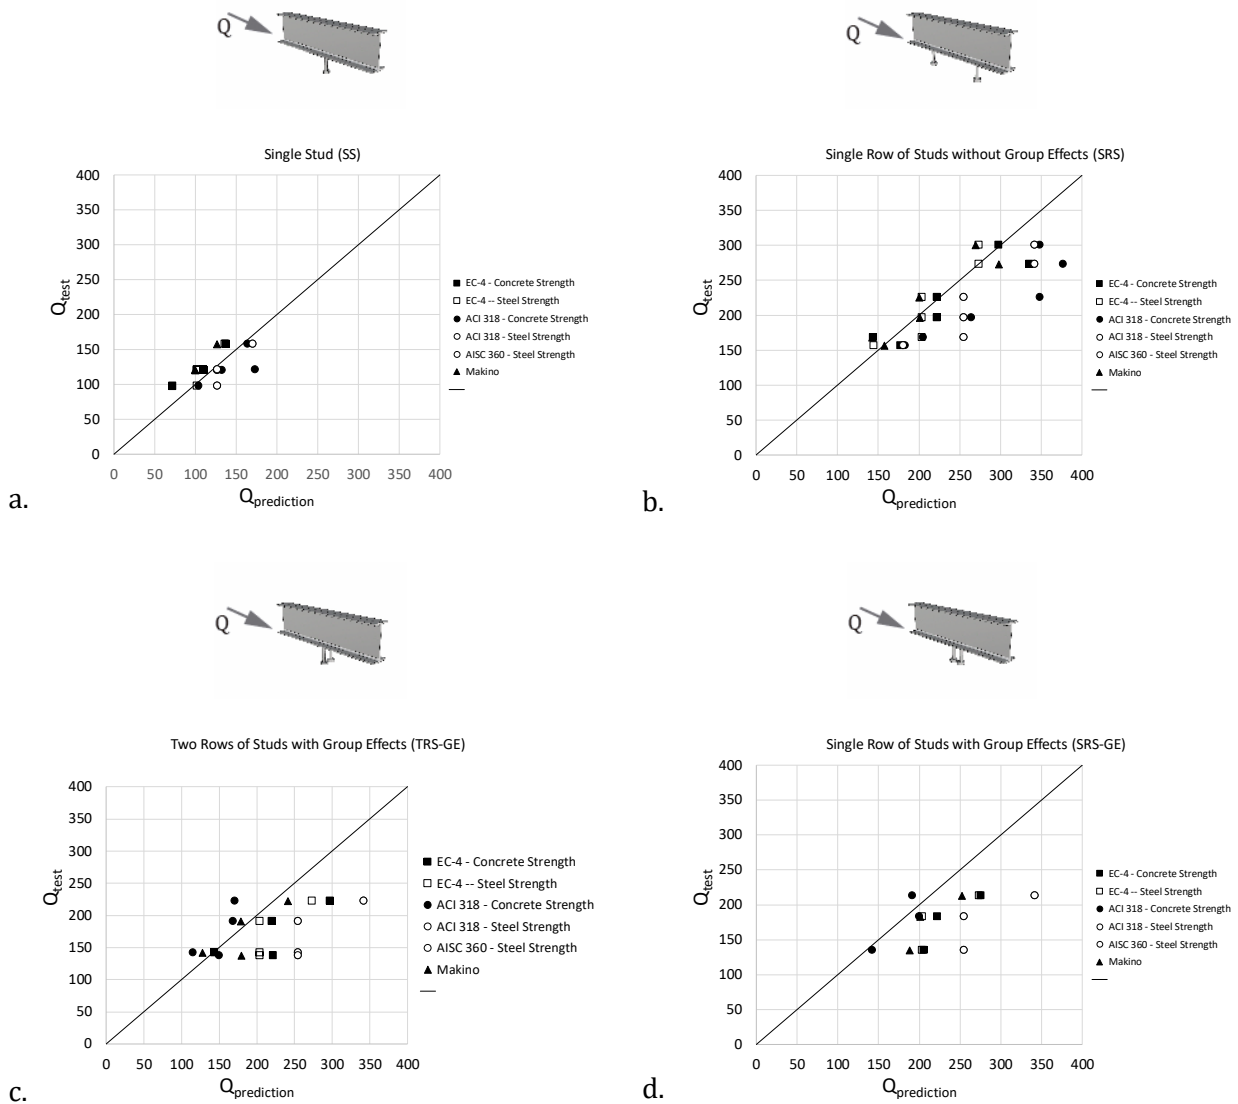 Q
Single Stud (SS)
400
350
300
250
200
150
100
50
0
Qtest
0 50 100 150 200 250 300 350 400
Qprediction
EC-4 - Concrete Strength
EC-4 -- Steel Strength
ACI 318 - Concrete Strength
ACI 318 - Steel Strength
AISC 360 - Steel Strength
Makino
a.
Q
Single Row of Studs without Group Effects (SRS)
400
350
300
250
200
150
100
50
0
Qtest
0 50 100 150 200 250 300 350 400
Qprediction
EC-4 - Concrete Strength
EC-4 -- Steel Strength
ACI 318 - Concrete Strength
ACI 318 - Steel Strength
AISC 360 - Steel Strength
Makino
b.
Q
Two Rows of Studs with Group Effects (TRS-GE)
400
350
300
250
200
150
100
50
0
Qtest
0 50 100 150 200 250 300 350 400
Qprediction
EC-4 - Concrete Strength
EC-4 -- Steel Strength
ACI 318 - Concrete Strength
ACI 318 - Steel Strength
AISC 360 - Steel Strength
Makino
c.
Q
Single Row of Studs with Group Effects (SRS-GE)
400
350
300
250
200
150
100
50
0
Qtest
0 50 100 150 200 250 300 350 400
Qprediction
EC-4 - Concrete Strength
EC-4 -- Steel Strength
ACI 318 - Concrete Strength
ACI 318 - Steel Strength
AISC 360 - Steel Strength
Makino
d.